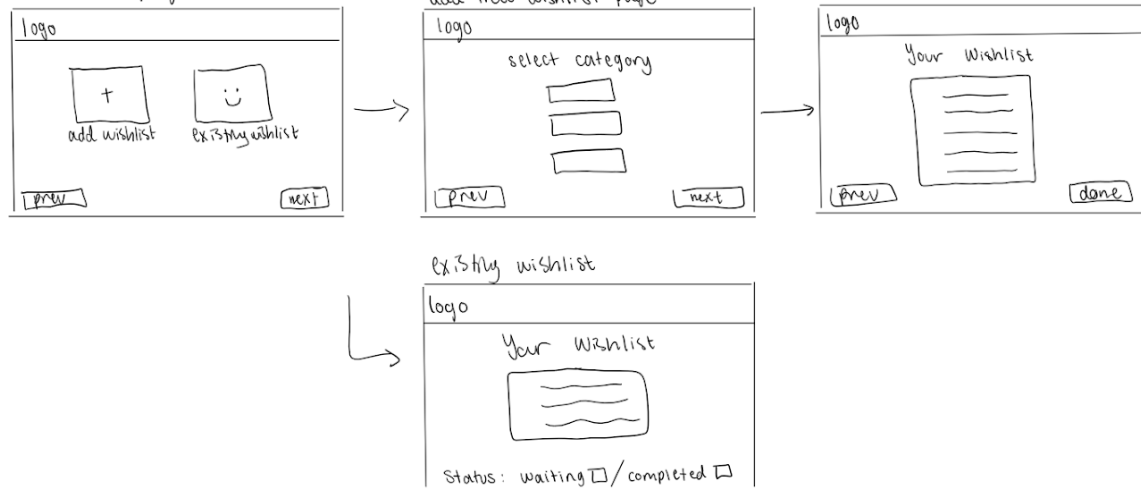 add new wishlist page
logo
+
add wishlist
existing wishlist
prev
next
logo
select category
prev
next
logo
Your Wishlist
prev
done
existing wishlist
logo
Your Wishlist
Status: waiting / completed